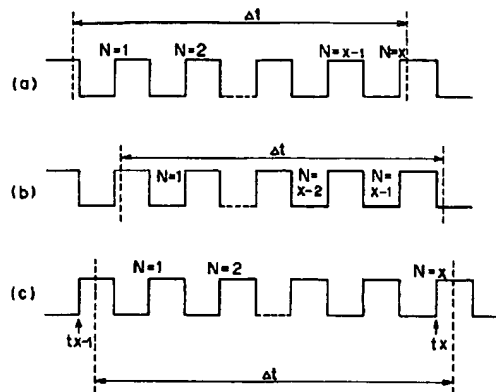 Δt
N=1 N=2 N=x-1 N=x
(a)
Δt
(b) N=1 N= x-2 N= x-1
N=1 N=2 N=x
(c)
tx-1 tx
Δt